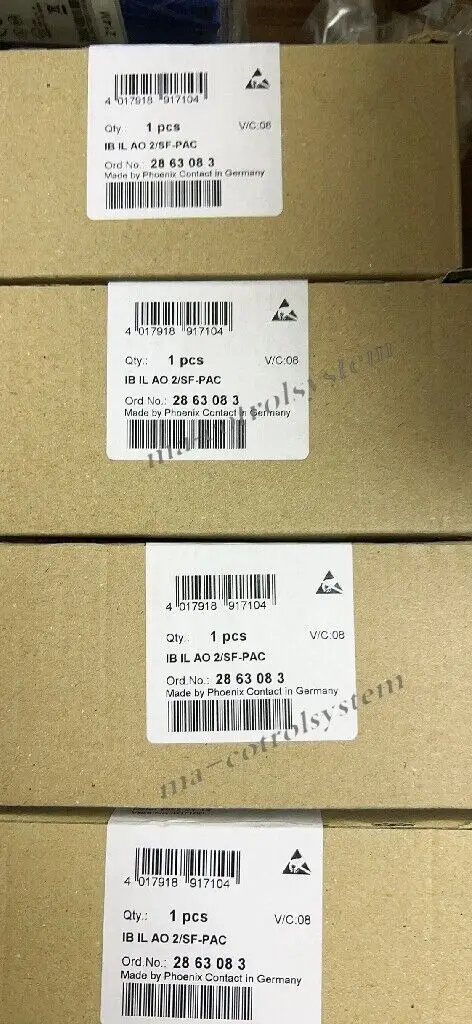 4 017918 917104
Qty.: 1 pcs V/C:08
IB IL AO 2/SF-PAC
Ord No.: 28 63 08 3
Made by Phoenix Contact in Germany
4 017918 917104
Qty.: 1 pcs V/C:08
IB IL AO 2/SF-PAC
Ord No.: 28 63 08 3
Made by Phoenix Contact in Germany
ma-cotrolsystem
4 017918 917104
Qty.: 1 pcs V/C:08
IB IL AO 2/SF-PAC
Ord.No.: 28 63 08 3
Made by Phoenix Contact in Germany
ma-cotrolsystem
4 017918 917104
Qty.: 1 pcs V/C:08
IB IL AO 2/SF-PAC
Ord.No.: 28 63 08 3
Made by Phoenix Contact in Germany